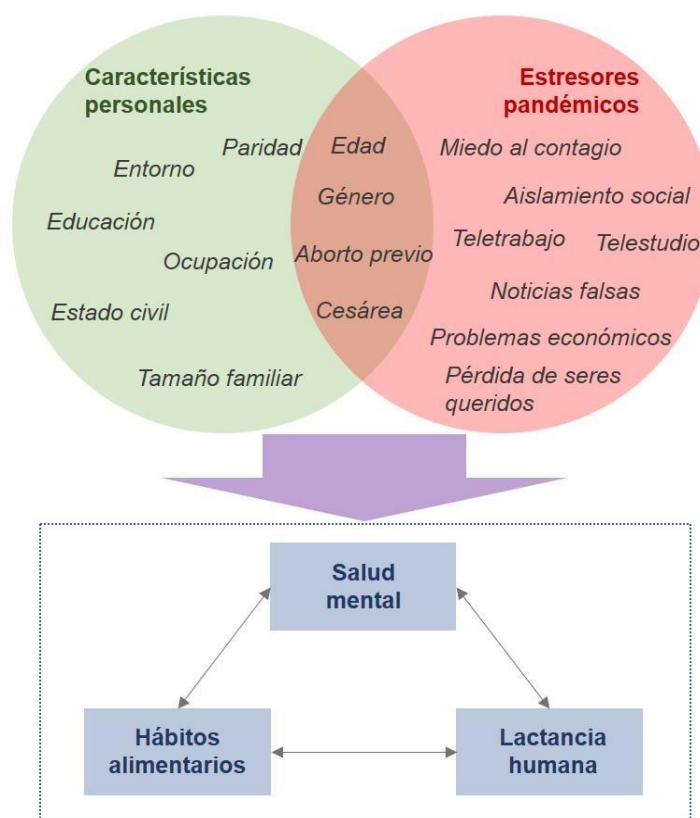 Características
personales
Estresores
pandémicos
Paridad
Edad
Miedo al contagio
Entorno
Género
Aislamiento social
Educación
Teletrabajo
Telestudio
Ocupación
Aborto previo
Noticias falsas
Estado civil
Cesárea
Problemas económicos
Tamaño familiar
Pérdida de seres
queridos
Salud
mental
Hábitos
alimentarios
Lactancia
humana